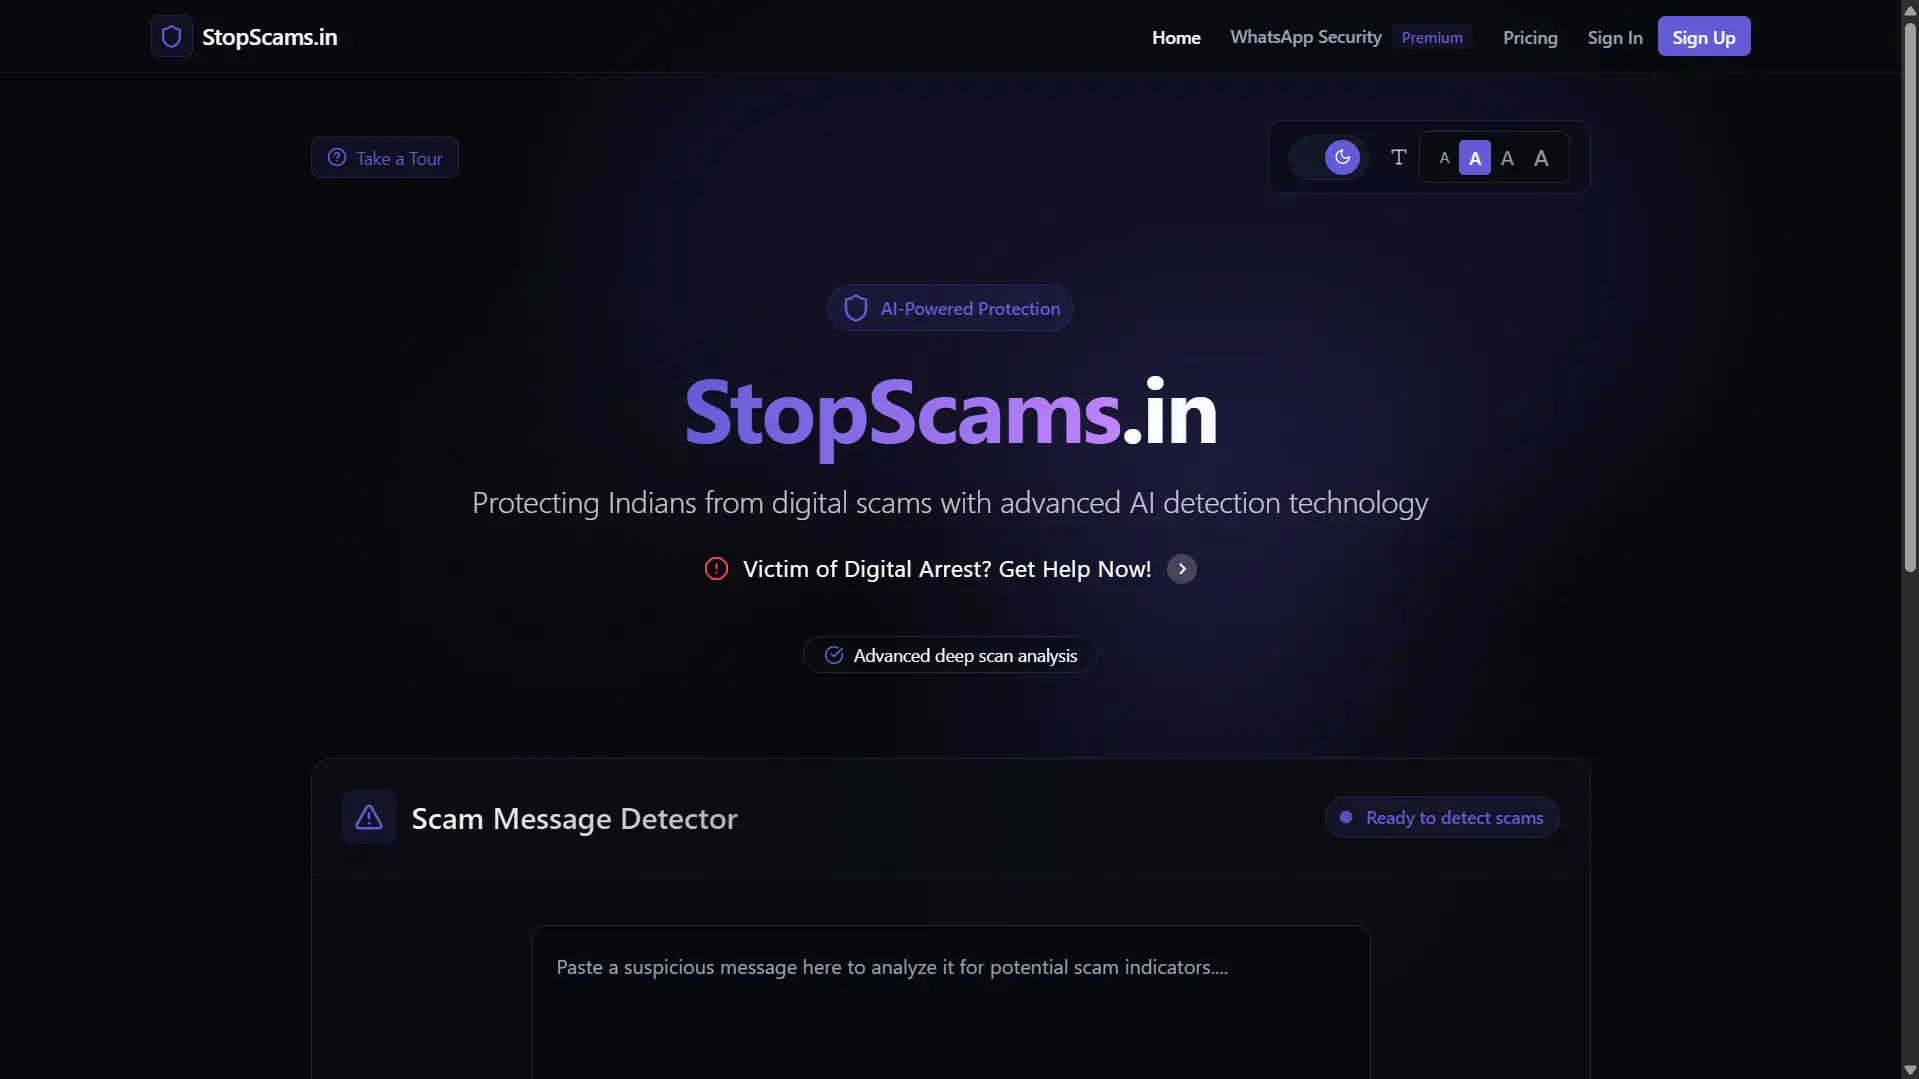 StopScams.in
Home WhatsApp Security Premium Pricing Sign In Sign Up
Take a Tour
A A A A
AI-Powered Protection
StopScams.in
Protecting Indians from digital scams with advanced AI detection technology
Victim of Digital Arrest? Get Help Now!
Advanced deep scan analysis
Scam Message Detector
Ready to detect scams
Paste a suspicious message here to analyze it for potential scam indicators....